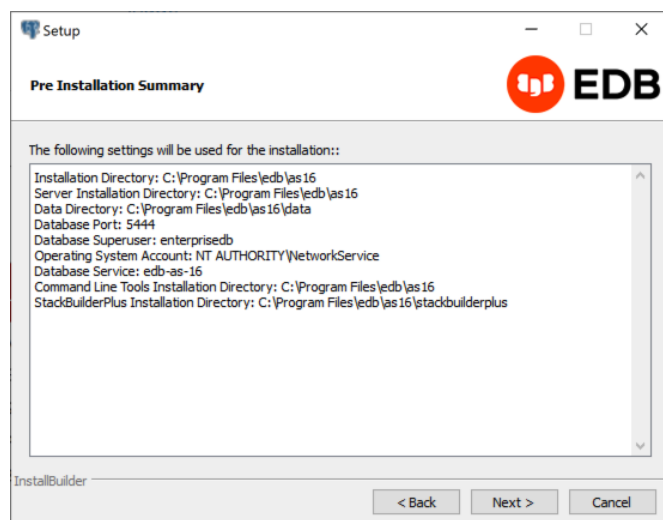 Setup
Pre Installation Summary
EDB
The following settings will be used for the installation::
Installation Directory: C:\Program Files\edb\as16
Server Installation Directory: C:\Program Files\edb\as16
Data Directory: C:\Program Files\edb\as16\data
Database Port: 5444
Database Superuser: enterprisedb
Operating System Account: NT AUTHORITY\NetworkService
Database Service: edb-as-16
Command Line Tools Installation Directory: C:\Program Files\edb\as16
StackBuilderPlus Installation Directory: C:\Program Files\edb\as16\stackbuilderplus
InstallBuilder
< Back Next > Cancel